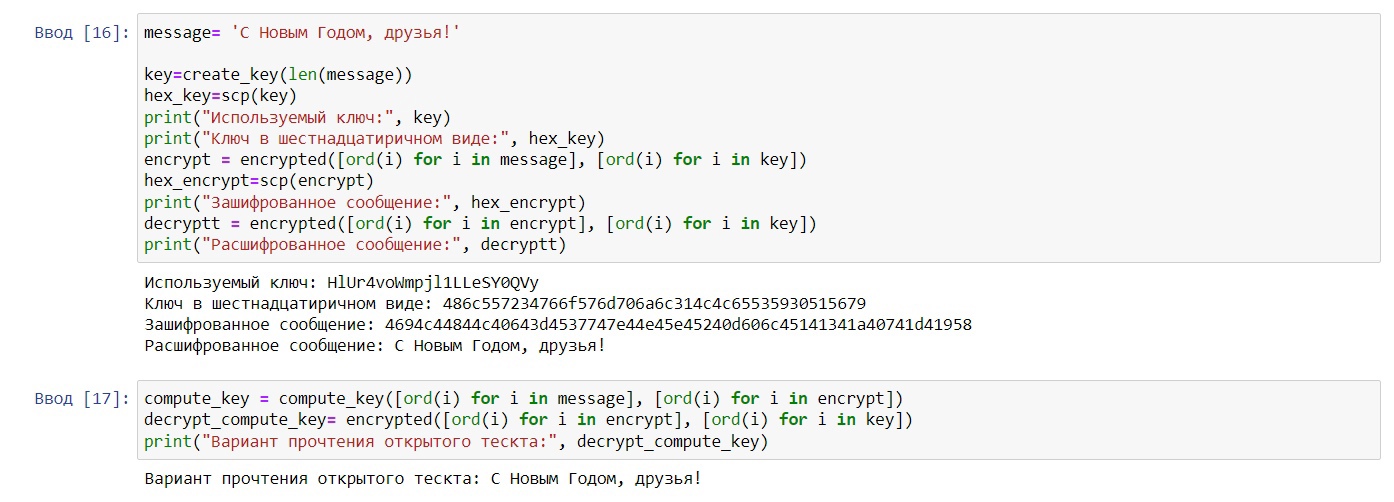 Ввод [16]: message= 'С Новым Годом, друзья!'
key=create_key(len(message))
hex_key=scp(key)
print("Используемый ключ:", key)
print("Ключ в шестнадцатиричном виде:", hex_key)
encrypt = encrypted([ord(i) for i in message], [ord(i) for i in key])
hex_encrypt=scp(encrypt)
print("Зашифрованное сообщение:", hex_encrypt)
decryptt = encrypted([ord(i) for i in encrypt], [ord(i) for i in key])
print("Расшифрованное сообщение:", decryptt)
Используемый ключ: HlUr4voWmpjl1LLeSY0QVy
Ключ в шестнадцатиричном виде: 486c557234766f576d706a6c314c4c65535930515679
Зашифрованное сообщение: 4694c44844c40643d4537747e44e45e45240d606c45141341a40741d41958
Расшифрованное сообщение: С Новым Годом, друзья!
Ввод [17]: compute_key = compute_key([ord(i) for i in message], [ord(i) for i in encrypt])
decrypt_compute_key= encrypted([ord(i) for i in encrypt], [ord(i) for i in key])
print("Вариант прочтения открытого тескта:", decrypt_compute_key)
Вариант прочтения открытого тескта: С Новым Годом, друзья!